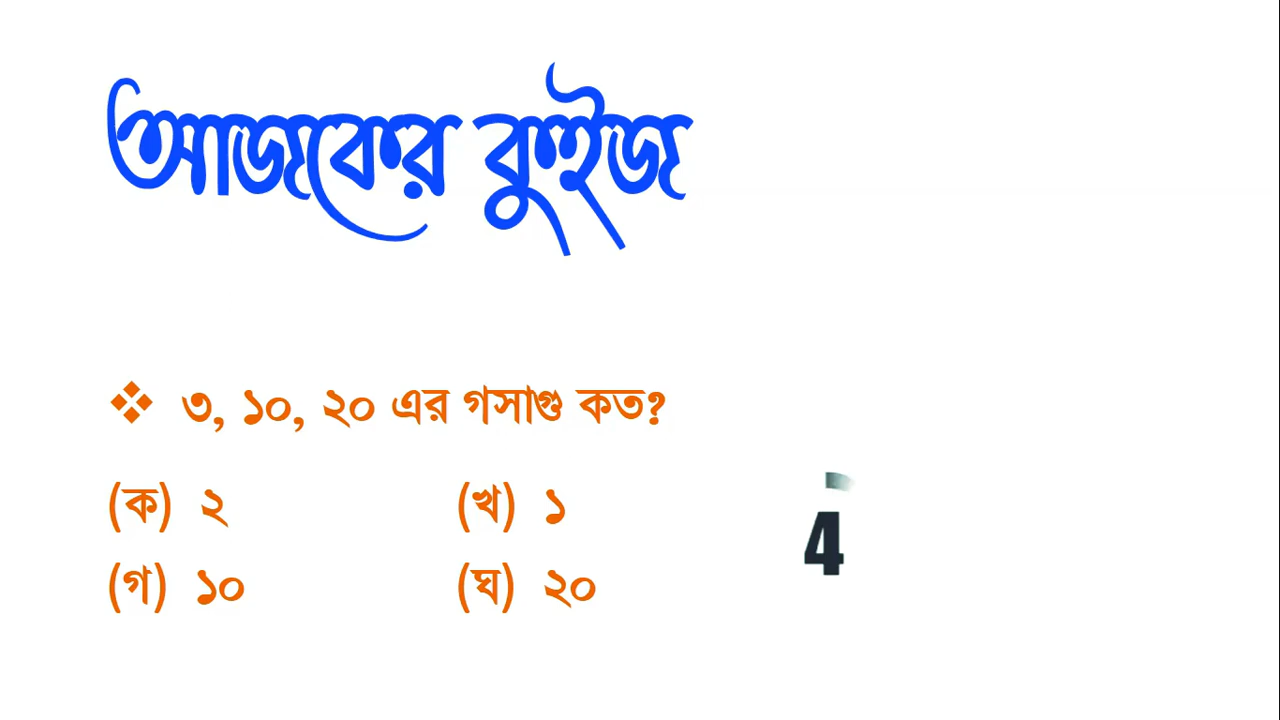 আজকের কুইজ
❖ ৩, ১০, ২০ এর গসাগু কত?
(ক) ২ (খ) ১
(গ) ১০ (ঘ) ২০
4